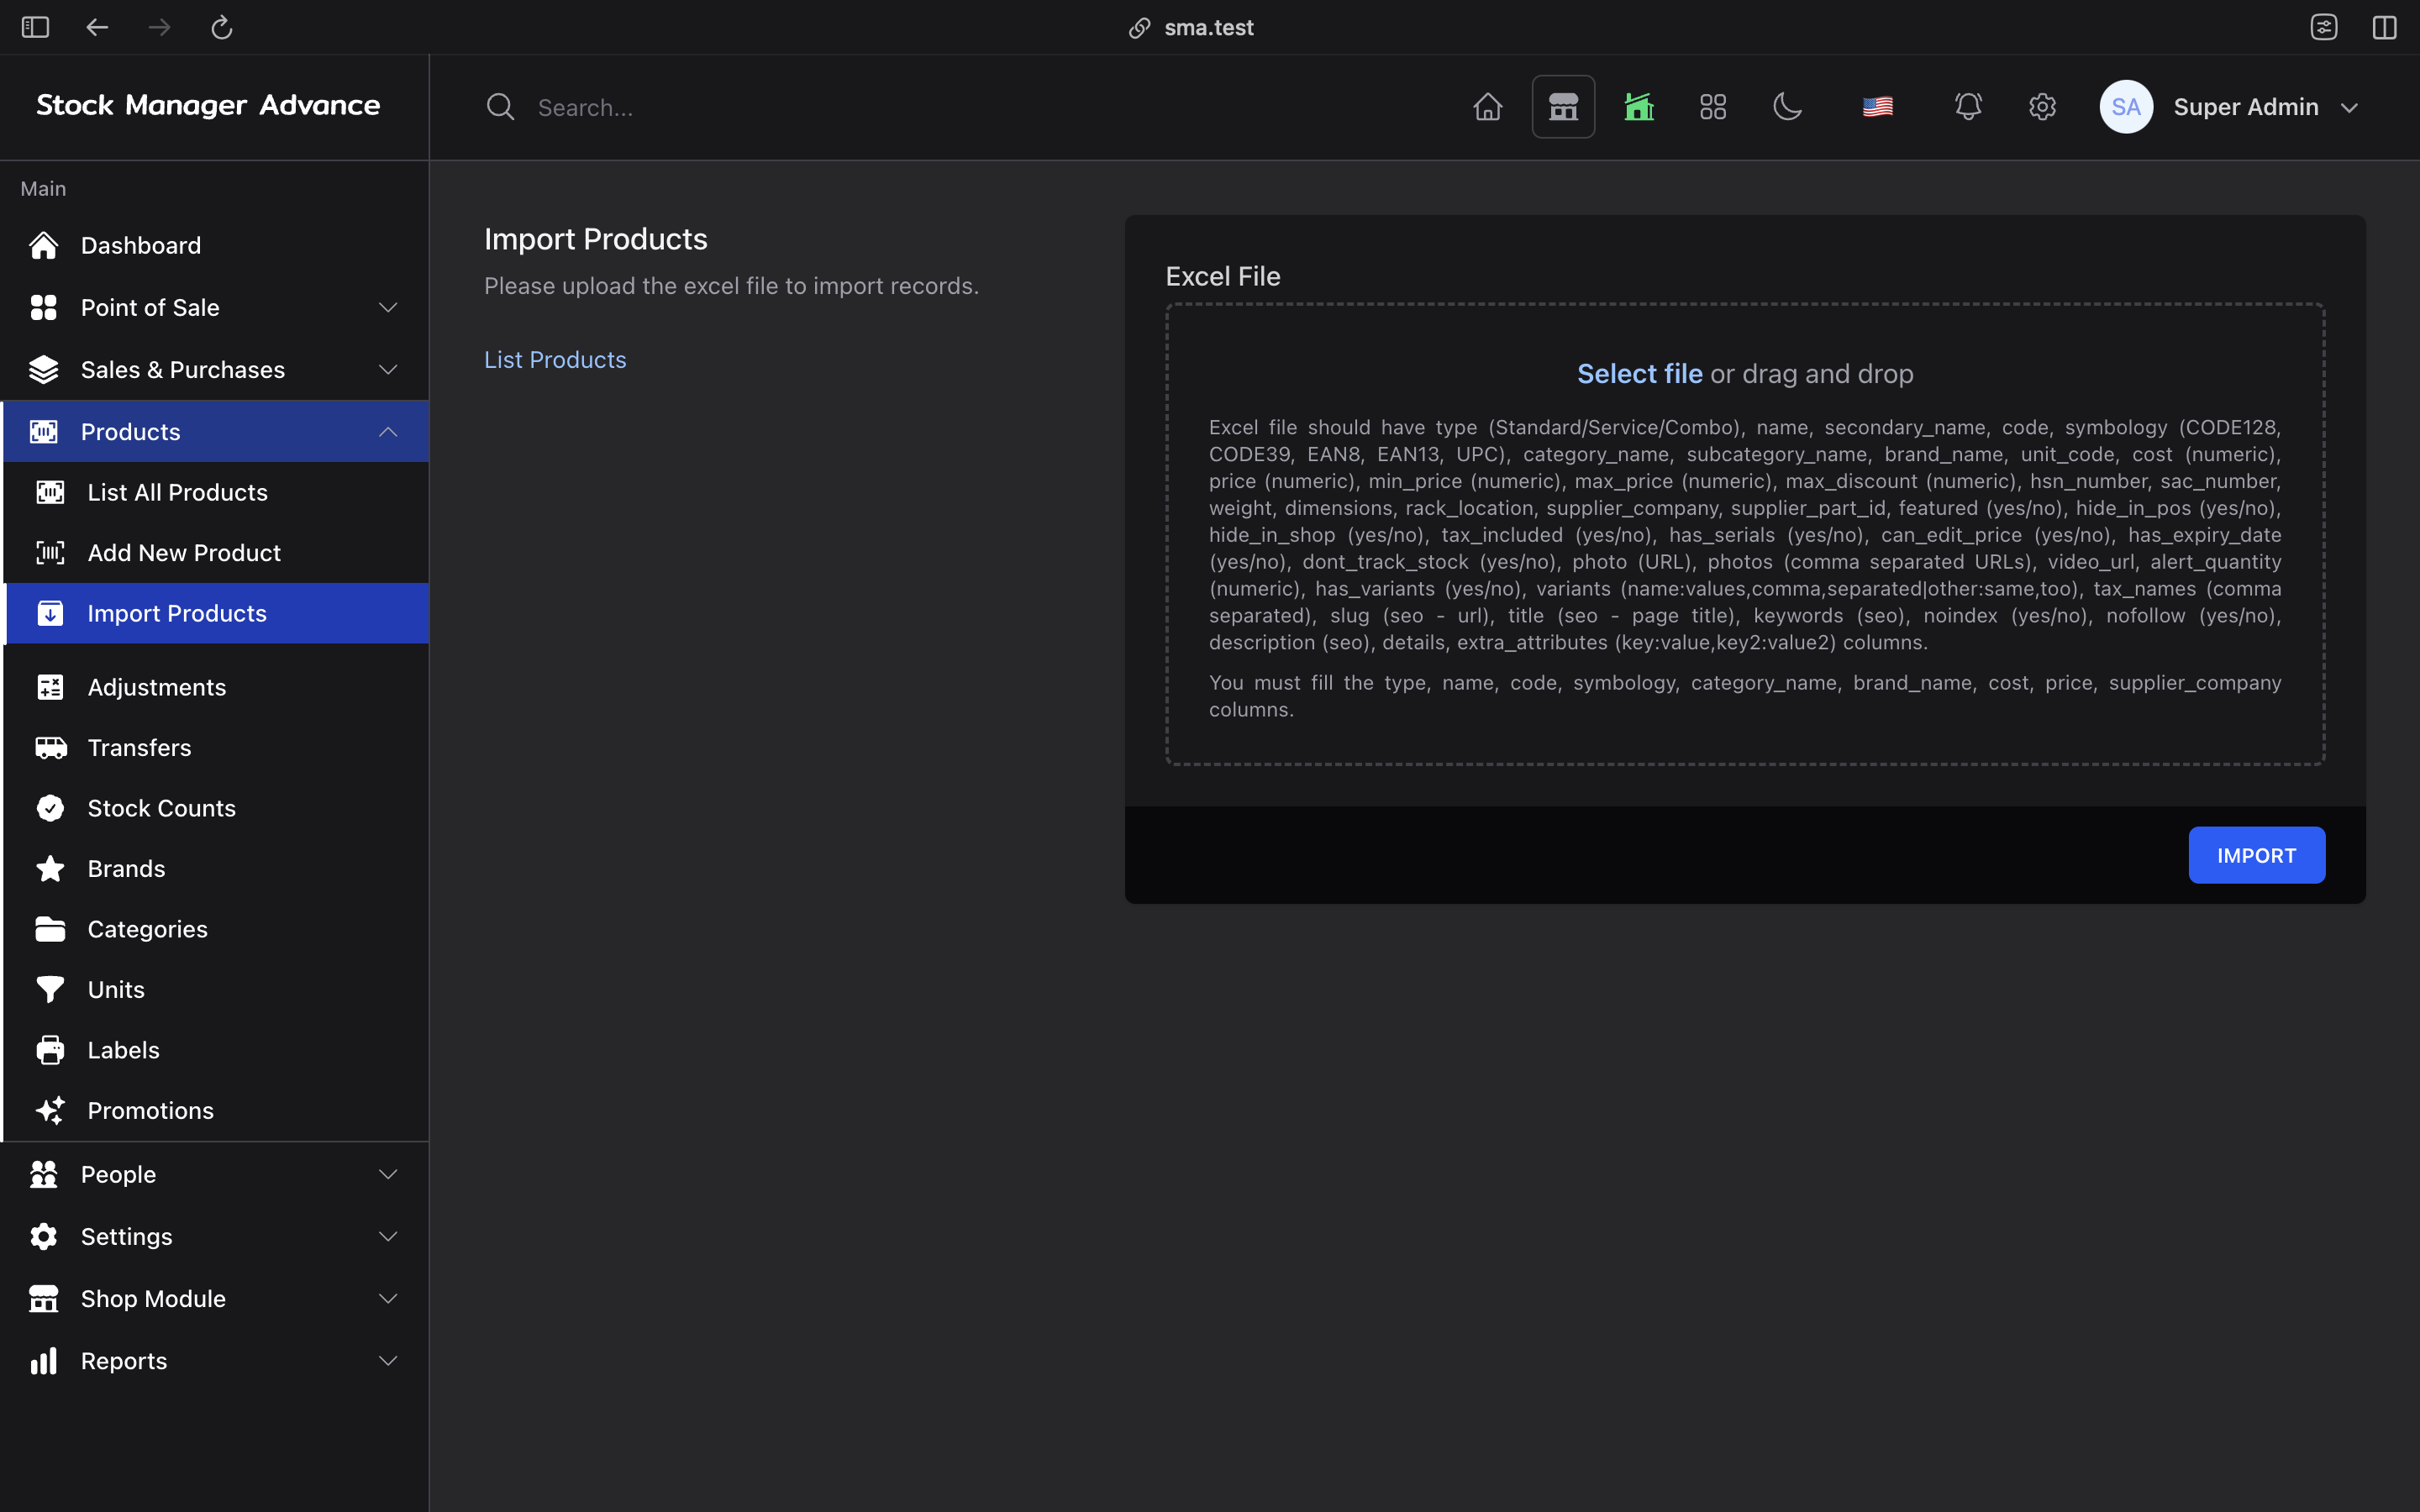 sma.test
Stock Manager Advance
Search...
SA
Super Admin
Main
Dashboard
Point of Sale
Sales & Purchases
Products
List All Products
Add New Product
Import Products
Adjustments
Transfers
Stock Counts
Brands
Categories
Units
Labels
Promotions
People
Settings
Shop Module
Reports
Import Products
Please upload the excel file to import records.
List Products
Excel File
Select file or drag and drop
Excel file should have type (Standard/Service/Combo), name, secondary_name, code, symbology (CODE128,
CODE39, EAN8, EAN13, UPC), category_name, subcategory_name, brand_name, unit_code, cost (numeric),
price (numeric), min_price (numeric), max_price (numeric), max_discount (numeric), hsn_number, sac_number,
weight, dimensions, rack_location, supplier_company, supplier_part_id, featured (yes/no), hide_in_pos (yes/no),
hide_in_shop (yes/no), tax_included (yes/no), has_serials (yes/no), can_edit_price (yes/no), has_expiry_date
(yes/no), dont_track_stock (yes/no), photo (URL), photos (comma separated URLs), video_url, alert_quantity
(numeric), has_variants (yes/no), variants (name:values,comma,separated|other:same,too), tax_names (comma
separated), slug (seo - url), title (seo - page title), keywords (seo), noindex (yes/no), nofollow (yes/no),
description (seo), details, extra_attributes (key:value,key2:value2) columns.
You must fill the type, name, code, symbology, category_name, brand_name, cost, price, supplier_company
columns.
IMPORT